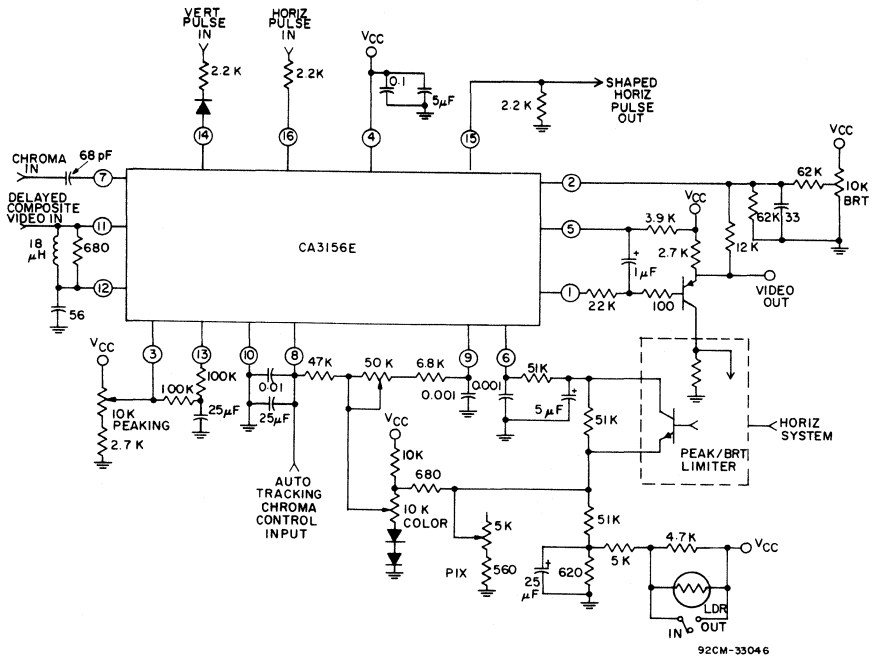 VERT
PULSE
IN
HORIZ
PULSE
IN
VCC
2.2 K
2.2K
0.1
5µF
2.2 K
SHAPED
HORIZ
PULSE
OUT
14
16
4
15
CHROMA
IN
68 pF
7
2
VCC
62K
10K
BRT
DELAYED
COMPOSITE
VIDEO IN
11
CA3156E
5
3.9 K
VCC
62K
33
18
µH
680
2.7 K
12K
1µF
12
1
VIDEO
OUT
22K
100
56
3
13
10
8
9
6
VCC
100K
47K
50 K
6.8K
51K
100K
0.01
0.001
0.001
10K
PEAKING
25µF
25µF
5µF
51K
HORIZ
SYSTEM
2.7 K
VCC
PEAK/BRT
LIMITER
10K
680
AUTO
TRACKING
CHROMA
CONTROL
INPUT
10 K
COLOR
5K
51K
4.7K
VCC
5K
PIX
560
25
µF
620
LDR
IN
OUT
92CM-33046